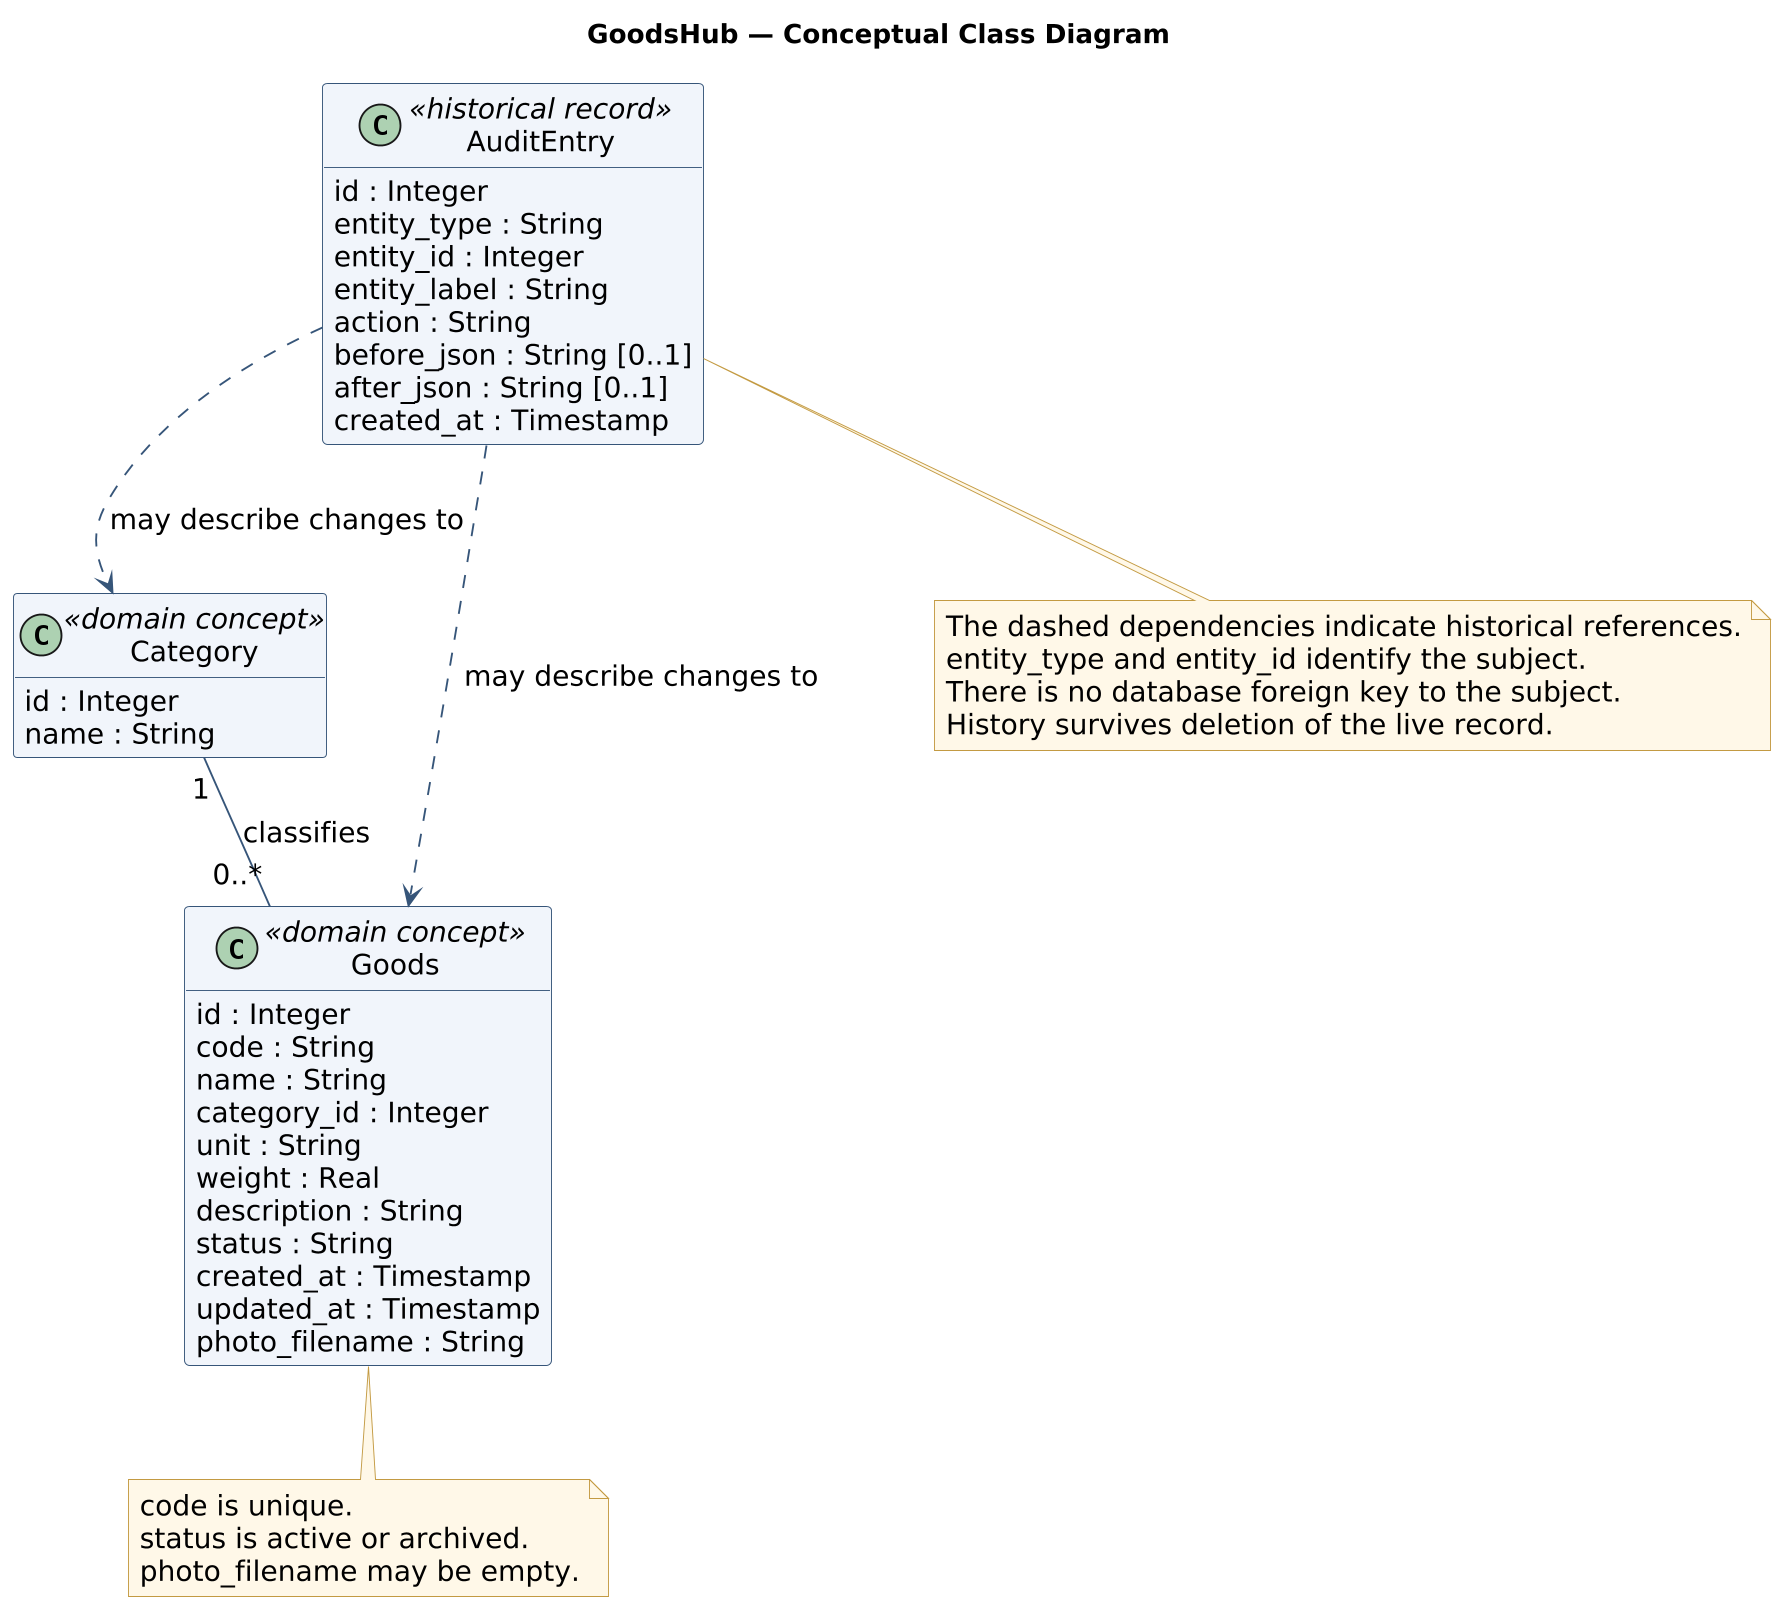 GoodsHub — Conceptual Class Diagram
C
«historical record»
AuditEntry
id : Integer
entity_type : String
entity_id : Integer
entity_label : String
action : String
before_json : String [0..1]
after_json : String [0..1]
created_at : Timestamp
may describe changes to
C
«domain concept»
Category
id : Integer
name : String
may describe changes to
The dashed dependencies indicate historical references.
entity_type and entity_id identify the subject.
There is no database foreign key to the subject.
History survives deletion of the live record.
1
classifies
0..*
C
«domain concept»
Goods
id : Integer
code : String
name : String
category_id : Integer
unit : String
weight : Real
description : String
status : String
created_at : Timestamp
updated_at : Timestamp
photo_filename : String
code is unique.
status is active or archived.
photo_filename may be empty.